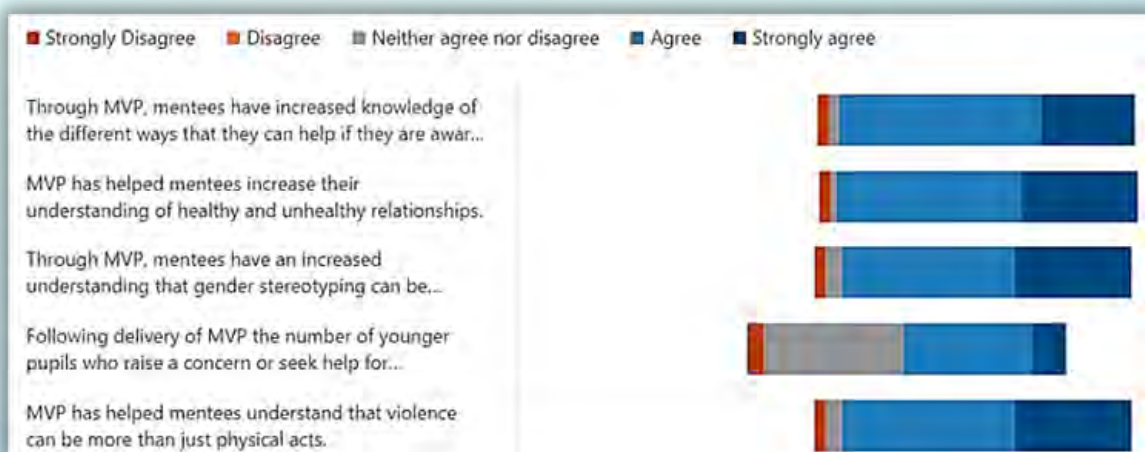 Strongly Disagree Disagree Neither agree nor disagree Agree Strongly agree
Through MVP, mentees have increased knowledge of
the different ways that they can help if they are awar...
MVP has helped mentees increase their
understanding of healthy and unhealthy relationships.
Through MVP, mentees have an increased
understanding that gender stereotyping can be...
Following delivery of MVP the number of younger
pupils who raise a concern or seek help for...
MVP has helped mentees understand that violence
can be more than just physical acts.